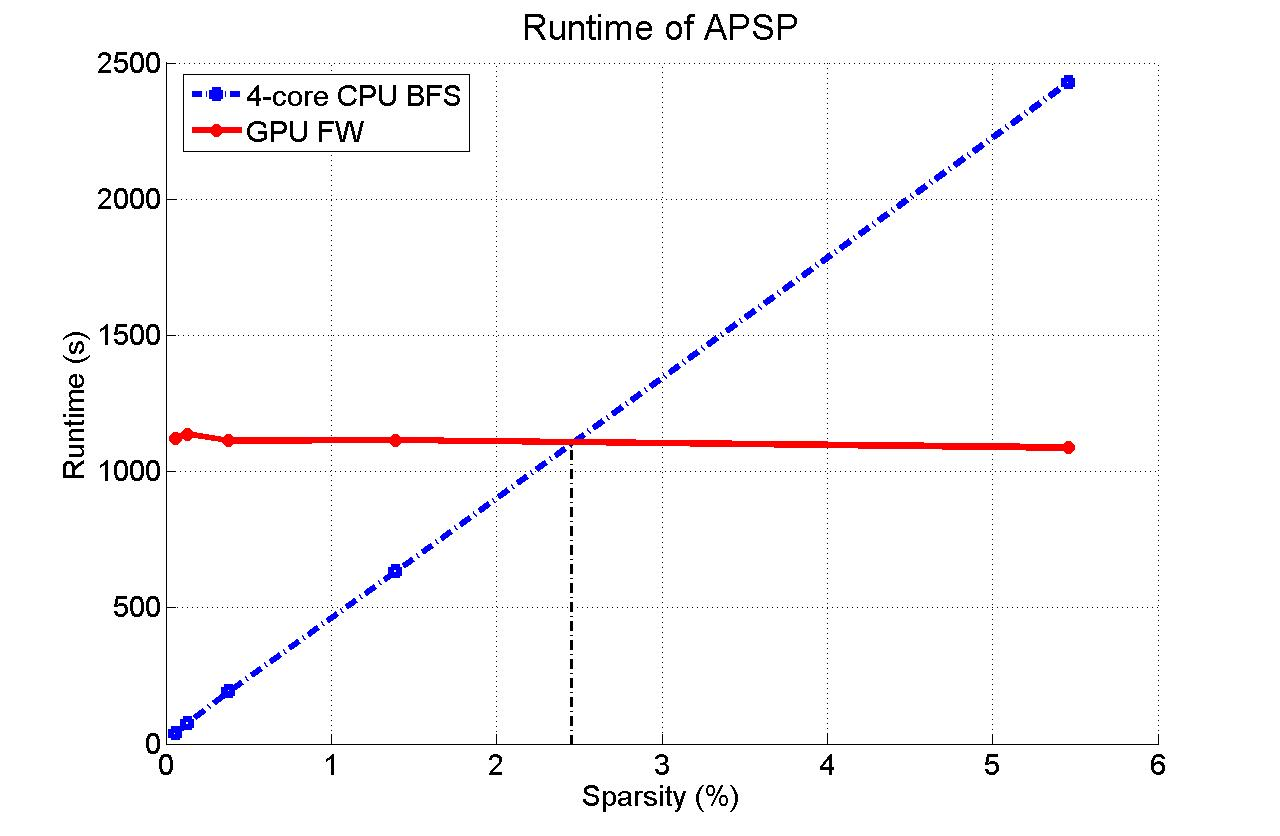 Runtime of APSP
2500
4-core CPU BFS
GPU FW
2000
1500
Runtime (s)
1000
500
0
0 1 2 3 4 5 6
Sparsity (%)